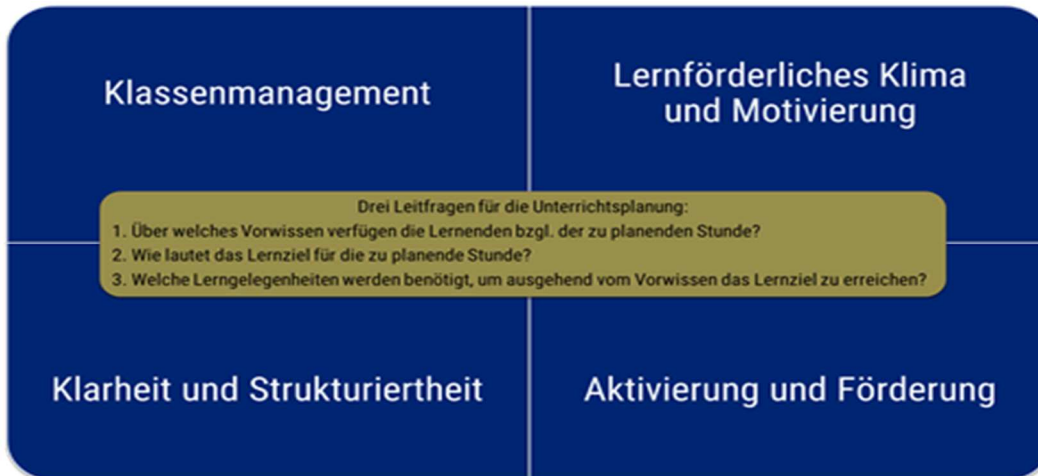 Klassenmanagement
Lernförderliches Klima
und Motivierung
Drei Leitfragen für die Unterrichtsplanung:
1. Über welches Vorwissen verfügen die Lernenden bzgl. der zu planenden Stunde?
2. Wie lautet das Lernziel für die zu planende Stunde?
3. Welche Lerngelegenheiten werden benötigt, um ausgehend vom Vorwissen das Lernziel zu erreichen?
Klarheit und Strukturiertheit
Aktivierung und Förderung